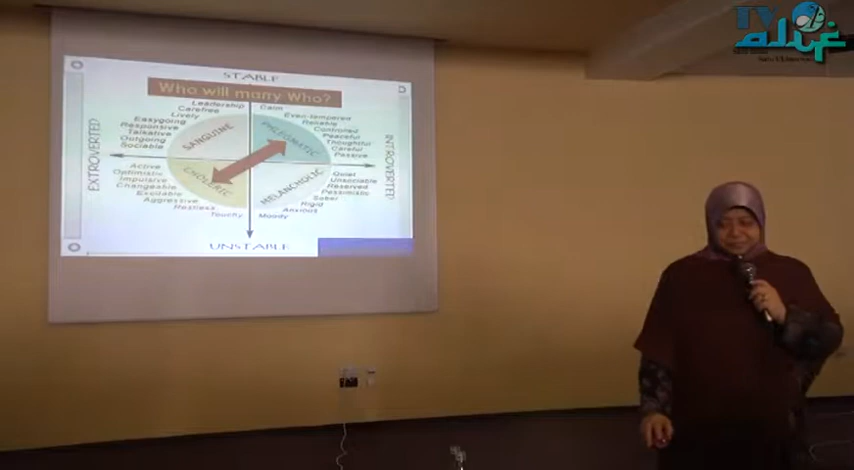 TV
aLuf
STABLE
Who will marry Who?
Leadership
Carefree
Lively
Easygoing
Responsive
Talkative
Outgoing
Sociable
Calm
Even-tempered
Reliable
Controlled
Peaceful
Thoughtful
Careful
Passive
SANGUINE
PHLEGMATIC
EXTROVERTED
INTROVERTED
CHOLERIC
MELANCHOLIC
Active
Optimistic
Impulsive
Changeable
Excitable
Aggressive
Restless
Touchy
Quiet
Unsociable
Reserved
Pessimistic
Sober
Rigid
Anxious
Moody
UNSTABLE